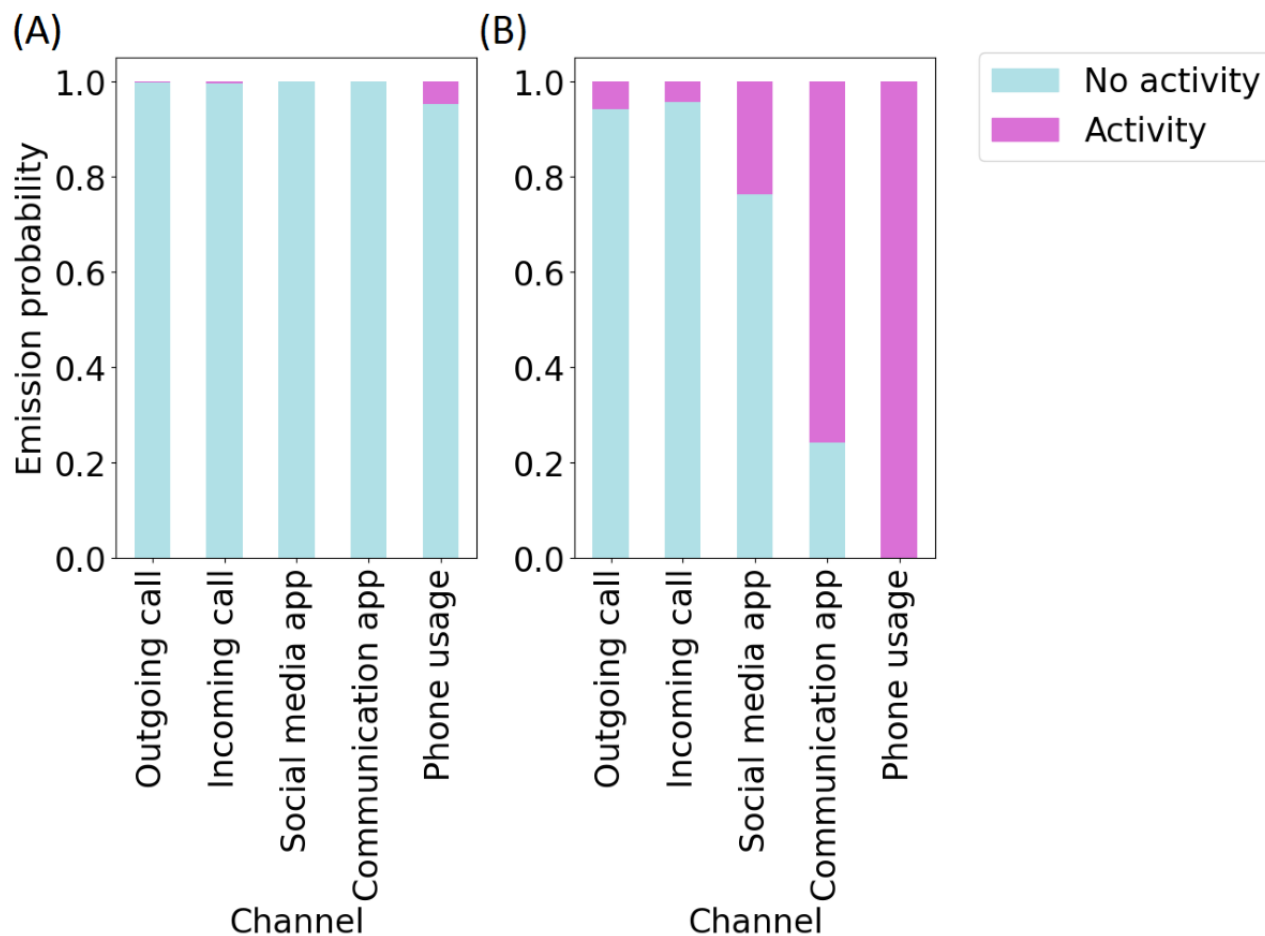 (A)
(B)
No activity
Activity
Emission probability
1.0
0.8
0.6
0.4
0.2
0.0
Outgoing call
Incoming call
Social media app
Communication app
Phone usage
Channel
1.0
0.8
0.6
0.4
0.2
0.0
Outgoing call
Incoming call
Social media app
Communication app
Phone usage
Channel